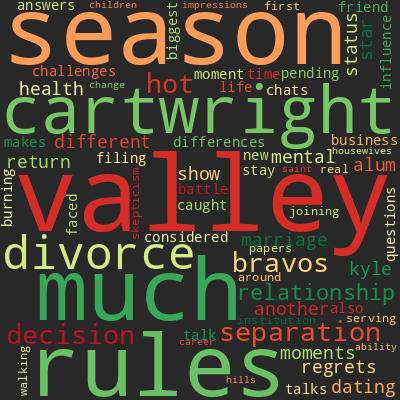 answers children impressions first friend
season
biggest status star influence
challenges moment time pending
health hot life chats change
cartwright
makes different differences business
return filing new mental housewives
show stay saint real alum
burning valley battle
faced skepticism caught joining questions
considered marriage
divorce papers bravos kyle
much around relationship
another also
institution serving
decision talk separation
rules career moments ability
walking regrets
hills talks dating